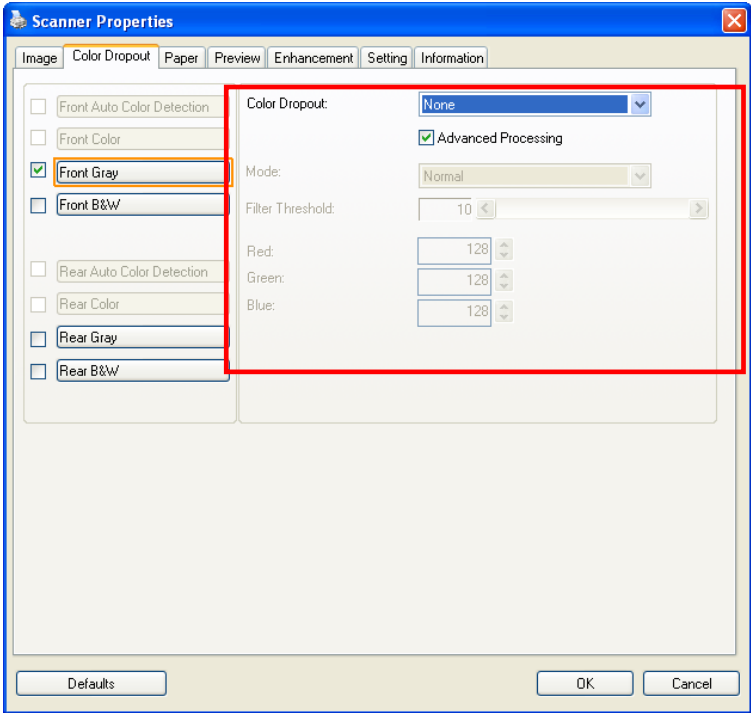 Scanner Properties
Image Color Dropout Paper Preview Enhancement Setting Information
Front Auto Color Detection
Front Color
Front Gray
Front B&W
Rear Auto Color Detection
Rear Color
Rear Gray
Rear B&W
Color Dropout: None
Advanced Processing
Mode: Normal
Filter Threshold: 10
Red: 128
Green: 128
Blue: 128
Defaults OK Cancel